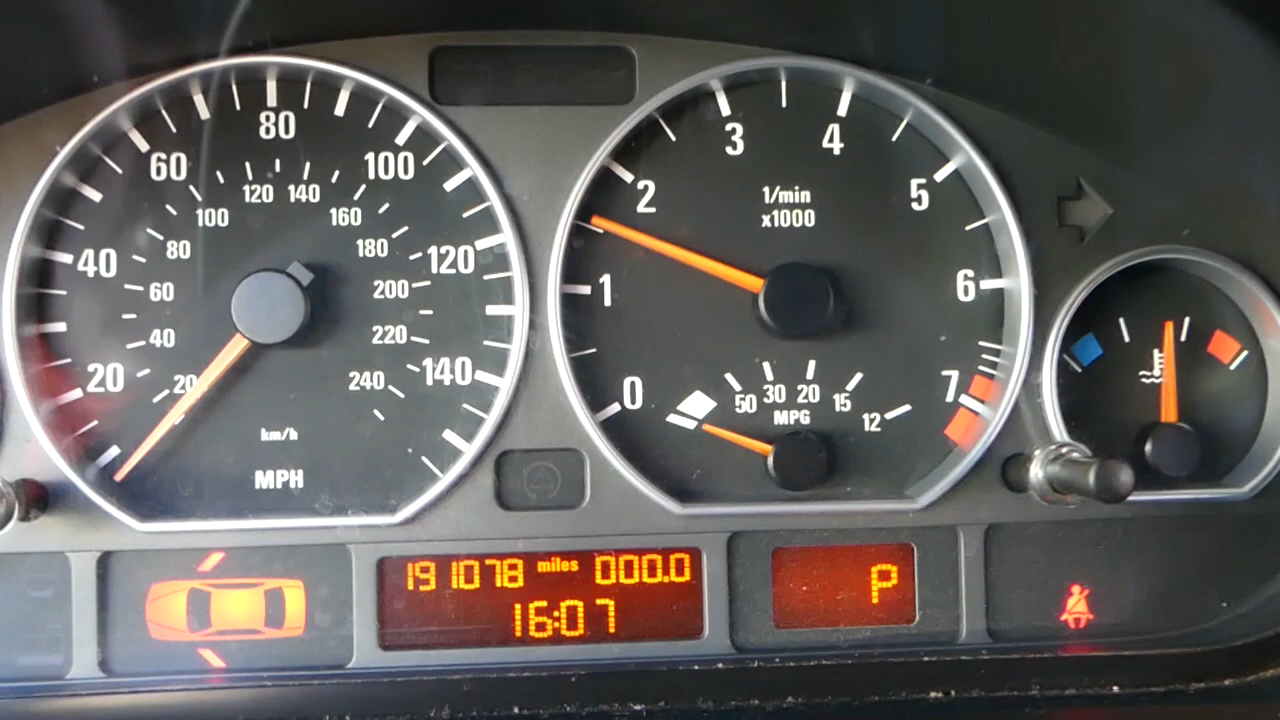 20 40 60 80 100 120 140
20 40 60 80 100 120 140 160 180 200 220 240
km/h
MPH
0 1 2 3 4 5 6 7
1/min
x1000
50 30 20 15 12
MPG
191078 miles 000.0
16:07
P